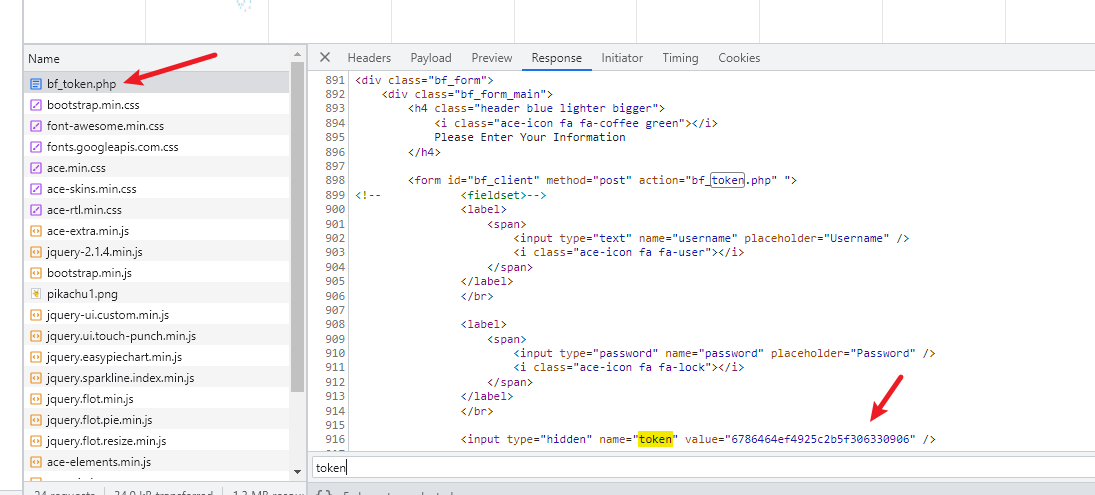 Name
bf_token.php
bootstrap.min.css
font-awesome.min.css
fonts.googleapis.com.css
ace.min.css
ace-skins.min.css
ace-rtl.min.css
ace-extra.min.js
jquery-2.1.4.min.js
bootstrap.min.js
pikachu1.png
jquery-ui.custom.min.js
jquery.ui.touch-punch.min.js
jquery.easypiechart.min.js
jquery.sparkline.index.min.js
jquery.flot.min.js
jquery.flot.pie.min.js
jquery.flot.resize.min.js
ace-elements.min.js
Headers Payload Preview Response Initiator Timing Cookies
891 <div class="bf_form">
892 <div class="bf_form_main">
893 <h4 class="header blue lighter bigger">
894 <i class="ace-icon fa fa-coffee green"></i>
895 Please Enter Your Information
896 </h4>
897
898 <form id="bf_client" method="post" action="bf_token.php" ">
899 <!-- <fieldset>-->
900 <label>
901 <span>
902 <input type="text" name="username" placeholder="Username" />
903 <i class="ace-icon fa fa-user"></i>
904 </span>
905 </label>
906 </br>
907
908 <label>
909 <span>
910 <input type="password" name="password" placeholder="Password" />
911 <i class="ace-icon fa fa-lock"></i>
912 </span>
913 </label>
914 </br>
915
916 <input type="hidden" name="token" value="6786464ef4925c2b5f306330906" />
token